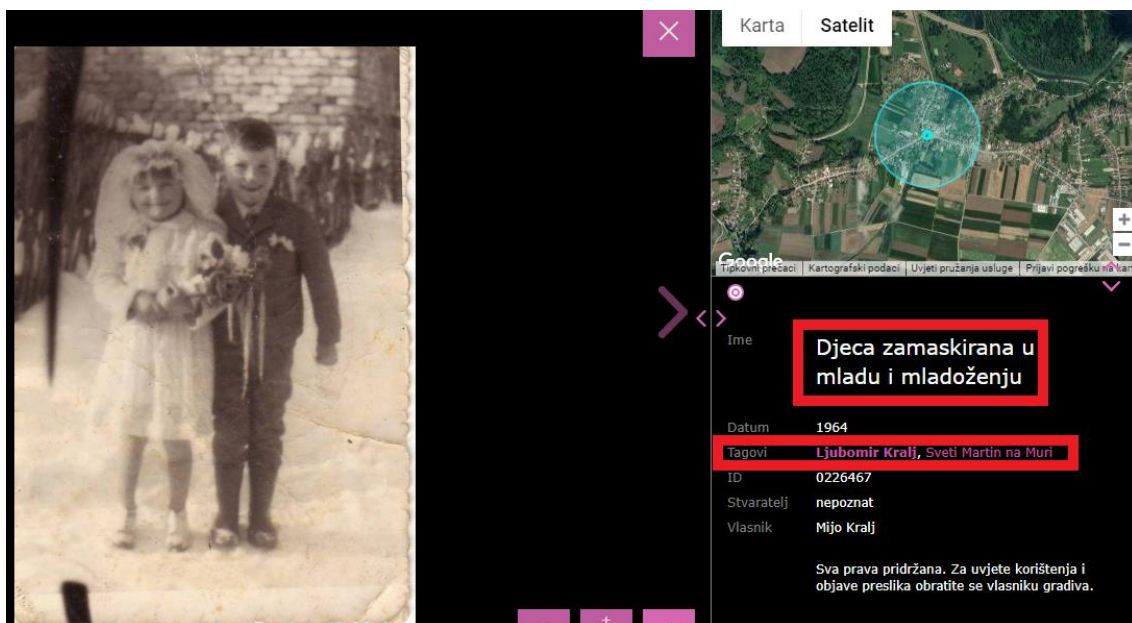 Karta Satelit
Google
Tipkovni prečaci Kartografski podaci Uvjeti pružanja usluge Prijavi pogrešku na kart
Ime Djeca zamaskirana u
mladu i mladoženju
Datum 1964
Tagovi Ljubomir Kralj, Sveti Martin na Muri
ID 0226467
Stvaratelj nepoznat
Vlasnik Mijo Kralj
Sva prava pridržana. Za uvjete korištenja i
objave preslika obratite se vlasniku gradiva.